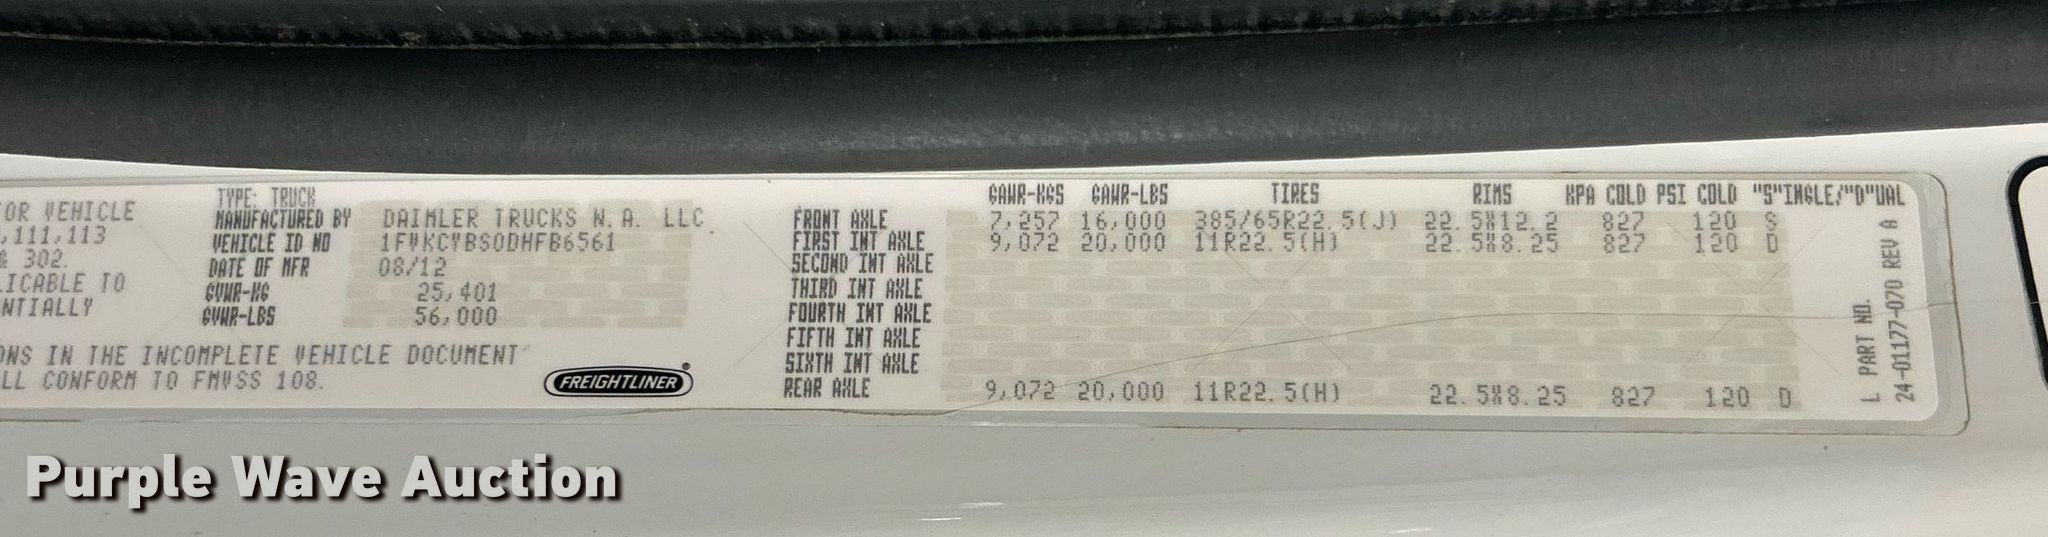 TYPE: TRUCK
OR VEHICLE MANUFACTURED BY DAIMLER TRUCKS N.A. LLC.
,111,113 VEHICLE ID NO 1FVKCYBS0DHFB6561
& 302. DATE OF MFR 08/12
LICABLE TO GVWR-KG 25,401
NTIALLY GVWR-LBS 56,000
ONS IN THE INCOMPLETE VEHICLE DOCUMENT
LL CONFORM TO FMVSS 108.
FREIGHTLINER®
GAWR-KGS GAWR-LBS TIRES RIMS KPA COLD PSI COLD "S"INGLE/"D"UAL
FRONT AXLE 7,257 16,000 385/65R22.5(J) 22.5X12.2 827 120 S
FIRST INT AXLE 9,072 20,000 11R22.5(H) 22.5X8.25 827 120 D
SECOND INT AXLE
THIRD INT AXLE
FOURTH INT AXLE
FIFTH INT AXLE
SIXTH INT AXLE
REAR AXLE 9,072 20,000 11R22.5(H) 22.5X8.25 827 120 D
L PART NO.
24-01177-070 REV A
Purple Wave Auction